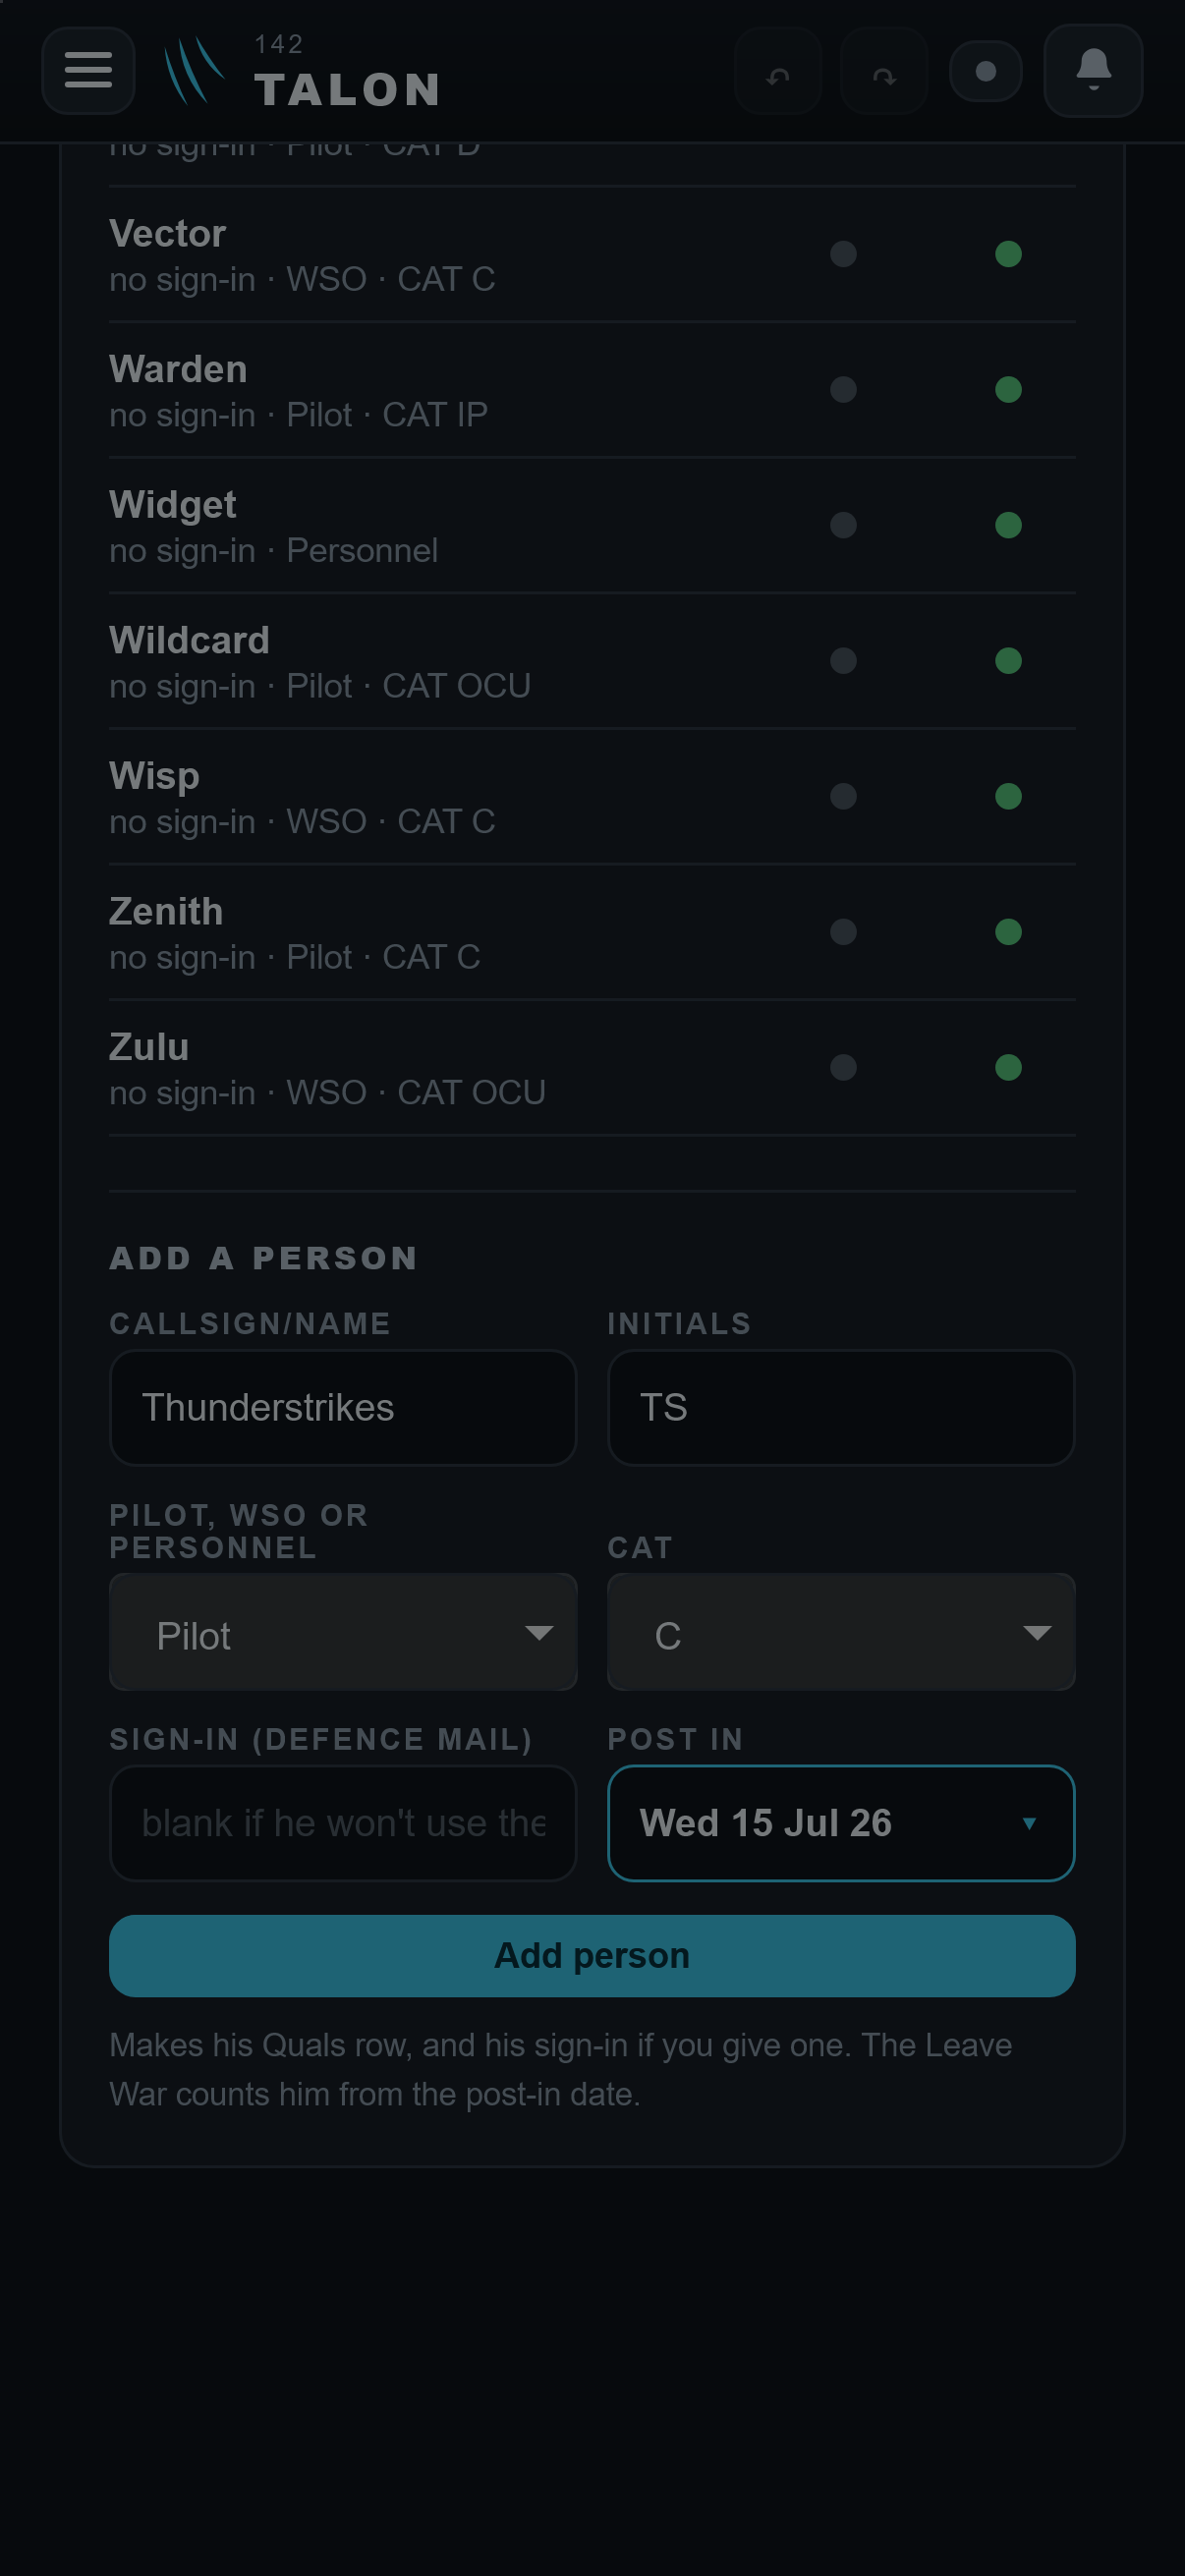 142
TALON
no sign-in · Pilot · CAT D
Vector
no sign-in · WSO · CAT C
Warden
no sign-in · Pilot · CAT IP
Widget
no sign-in · Personnel
Wildcard
no sign-in · Pilot · CAT OCU
Wisp
no sign-in · WSO · CAT C
Zenith
no sign-in · Pilot · CAT C
Zulu
no sign-in · WSO · CAT OCU
ADD A PERSON
CALLSIGN/NAME INITIALS
Thunderstrikes TS
PILOT, WSO OR
PERSONNEL CAT
Pilot C
SIGN-IN (DEFENCE MAIL) POST IN
blank if he won't use the Wed 15 Jul 26
Add person
Makes his Quals row, and his sign-in if you give one. The Leave
War counts him from the post-in date.